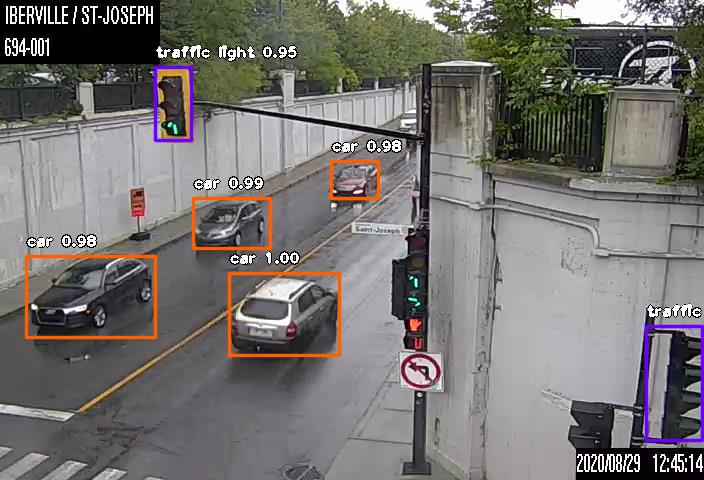 IBERVILLE / ST-JOSEPH
694-001
traffic light 0.95
car 0.98
car 0.99
car 0.98
car 1.00
Saint-Joseph
traffic
2020/08/29 12:45:14